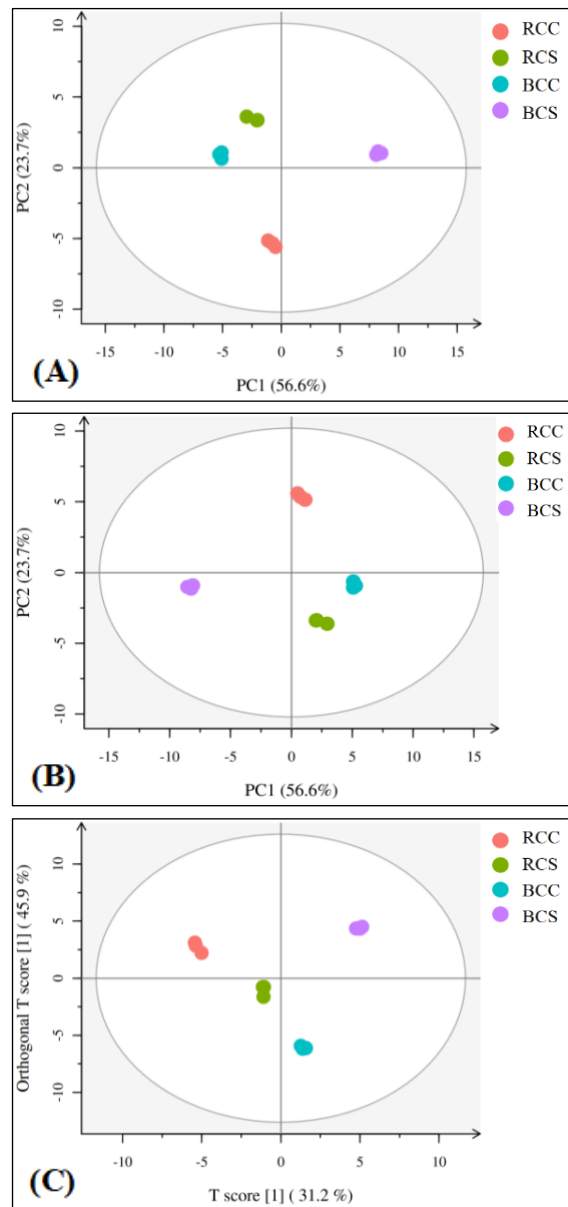 RCC
RCS
BCC
BCS
10
5
0
-5
-10
PC2 (23.7%)
-15
-10
-5
0
5
10
15
PC1 (56.6%)
(A)
RCC
RCS
BCC
BCS
10
5
0
-5
-10
PC2 (23.7%)
-15
-10
-5
0
5
10
15
PC1 (56.6%)
(B)
RCC
RCS
BCC
BCS
10
5
0
-5
-10
Orthogonal T score [1] ( 45.9 %)
-10
-5
0
5
10
T score [1] ( 31.2 %)
(C)